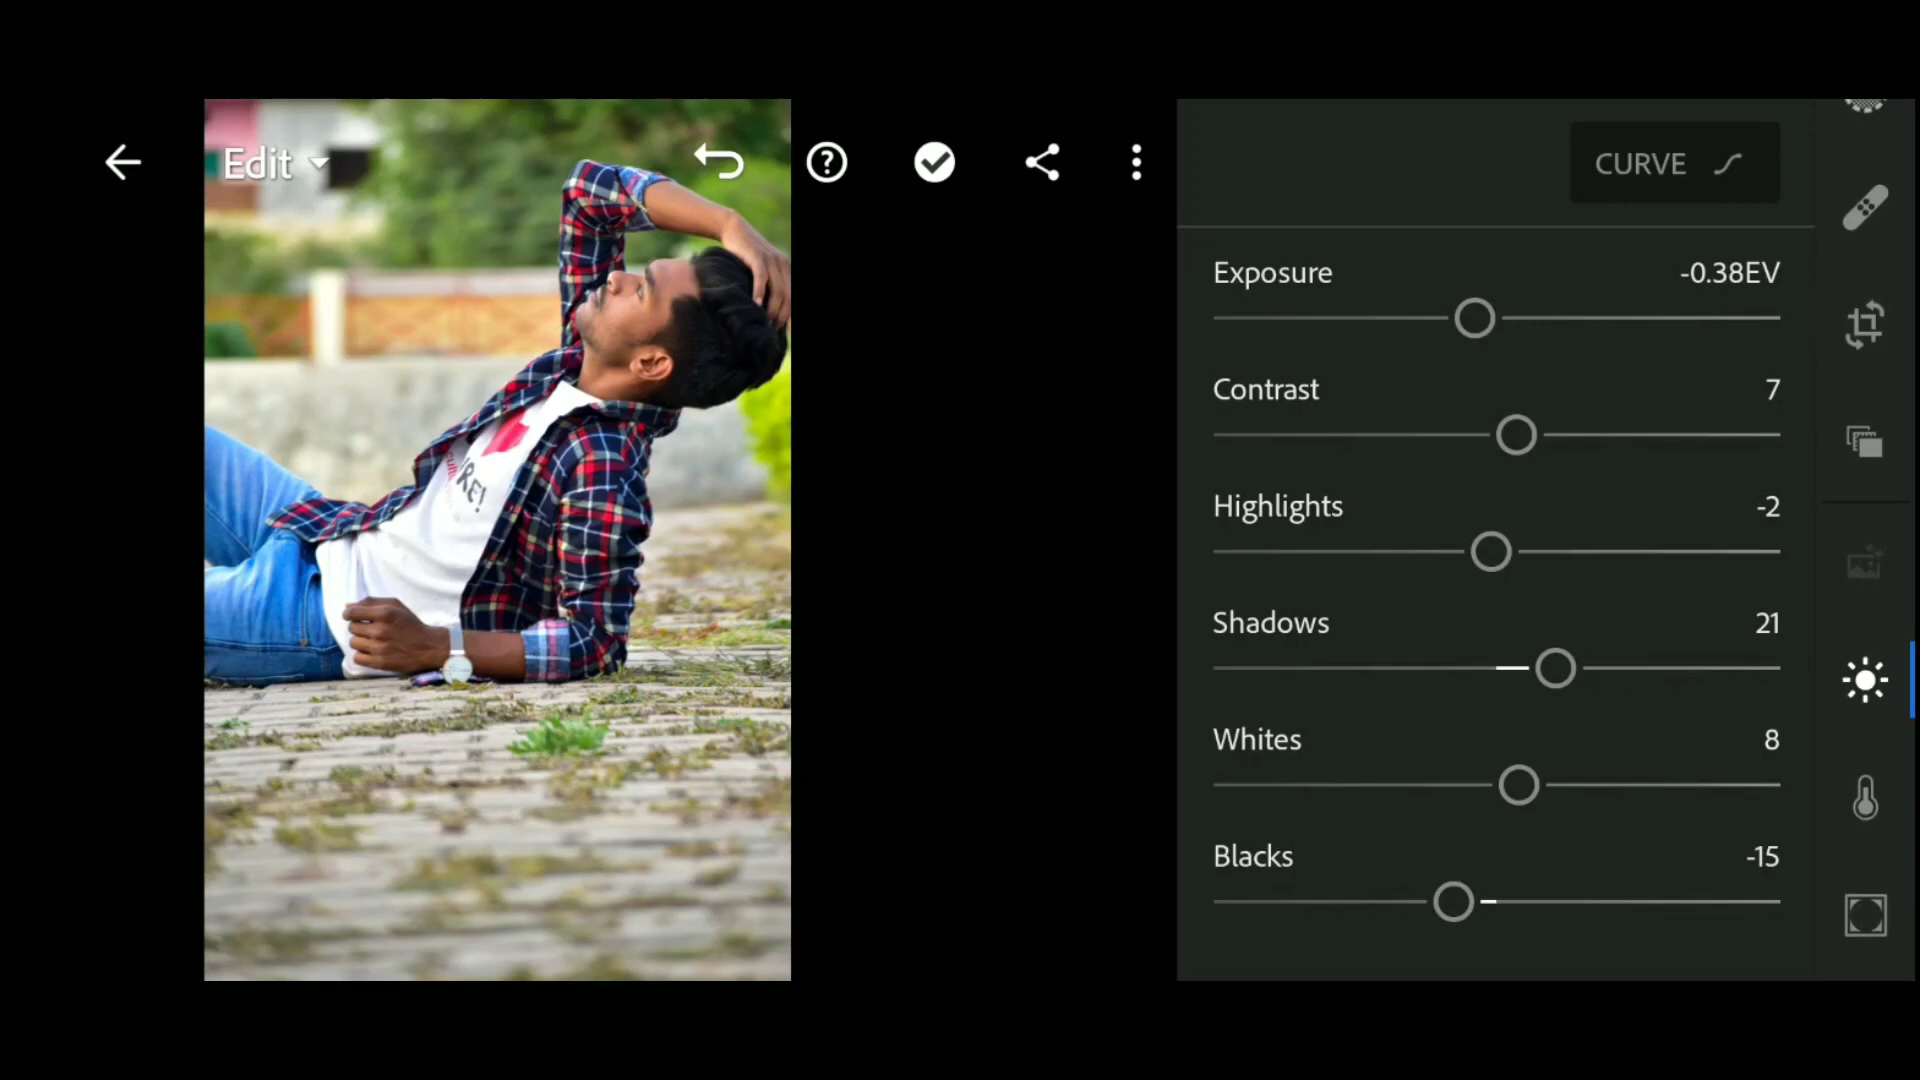 Edit
CURVE
Exposure -0.38EV
Contrast 7
Highlights -2
Shadows 21
Whites 8
Blacks -15